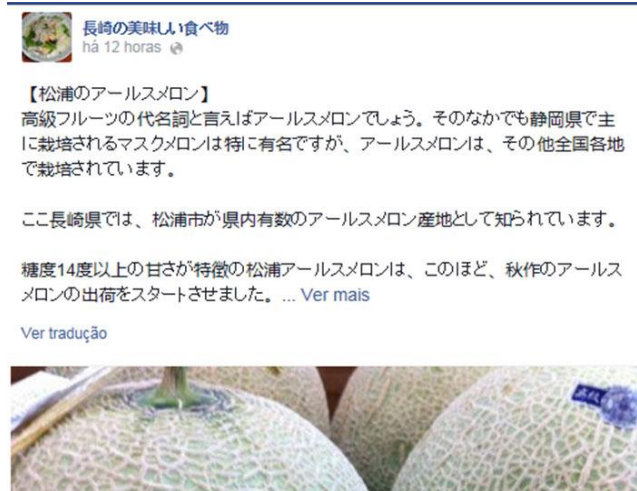 長崎の美味しい食べ物
há 12 horas
【松浦のアールスメロン】
高級フルーツの代名詞と言えばアールスメロンでしょう。そのなかでも静岡県で主
に栽培されるマスクメロンは特に有名ですが、アールスメロンは、その他全国各地
で栽培されています。
ここ長崎県では、松浦市が県内有数のアールスメロン産地として知られています。
糖度14度以上の甘さが特徴の松浦アールスメロンは、このほど、秋作のアールス
メロンの出荷をスタートさせました。... Ver mais
Ver tradução